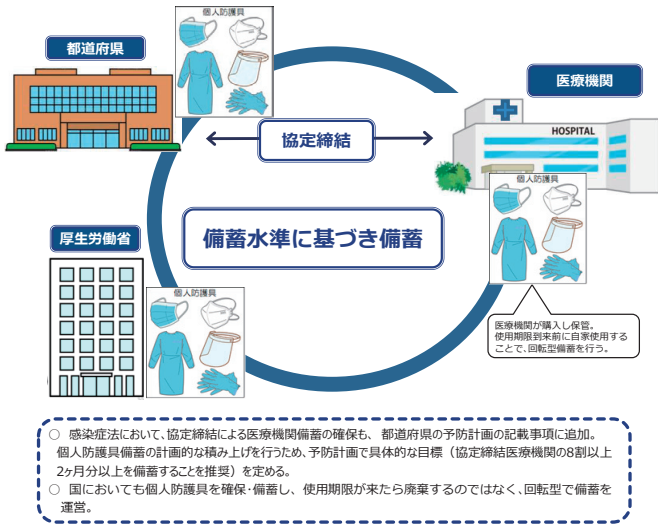 都道府県
個人防護具
医療機関
協定締結
HOSPITAL
個人防護具
厚生労働省
備蓄水準に基づき備蓄
個人防護具
医療機関が購入し保管。
使用期限到来前に自家使用する
ことで、回転型備蓄を行う。
○ 感染症法において、協定締結による医療機関備蓄の確保も、都道府県の予防計画の記載事項に追加。
個人防護具備蓄の計画的な積み上げを行うため、予防計画で具体的な目標（協定締結医療機関の8割以上
2ヶ月分以上を備蓄することを推奨）を定める。
○ 国においても個人防護具を確保・備蓄し、使用期限が来たら廃棄するのではなく、回転型で備蓄を
運営。